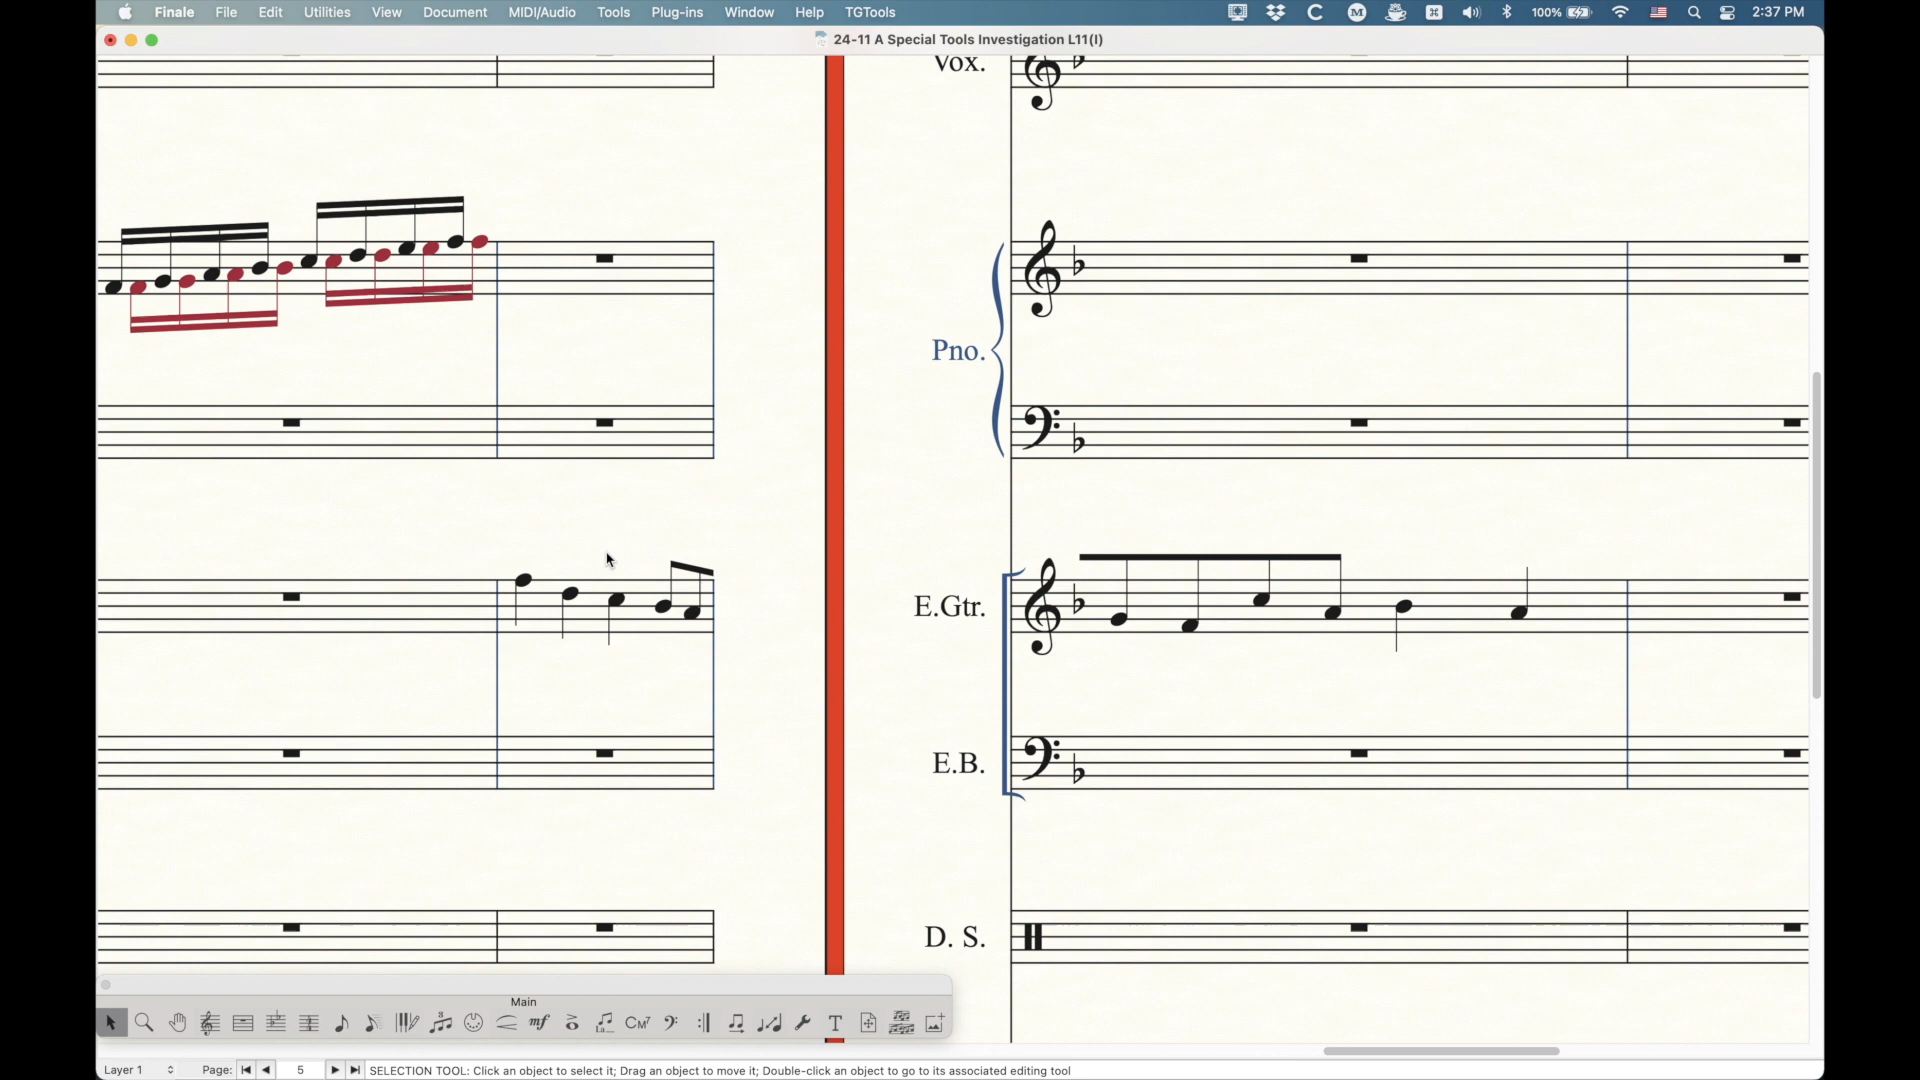 Finale File Edit Utilities View Document MIDI/Audio Tools Plug-ins Window Help TGTools 100% 2:37 PM
24-11 A Special Tools Investigation L11(I)
Vox.
Pno.
E.Gtr.
E.B.
D. S.
Main
mf CM7 T
Layer 1 Page: 5 SELECTION TOOL: Click an object to select it; Drag an object to move it; Double-click an object to go to its associated editing tool